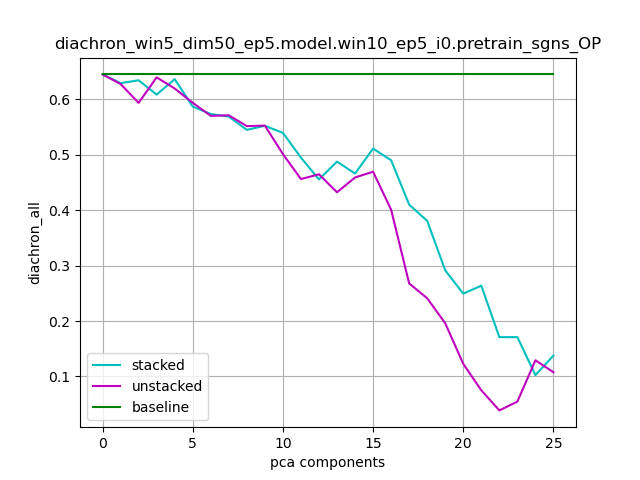 diachron_win5_dim50_ep5.model.win10_ep5_i0.pretrain_sgns_OP
diachron_all
0.6
0.5
0.4
0.3
0.2
0.1
stacked
unstacked
baseline
0 5 10 15 20 25
pca components